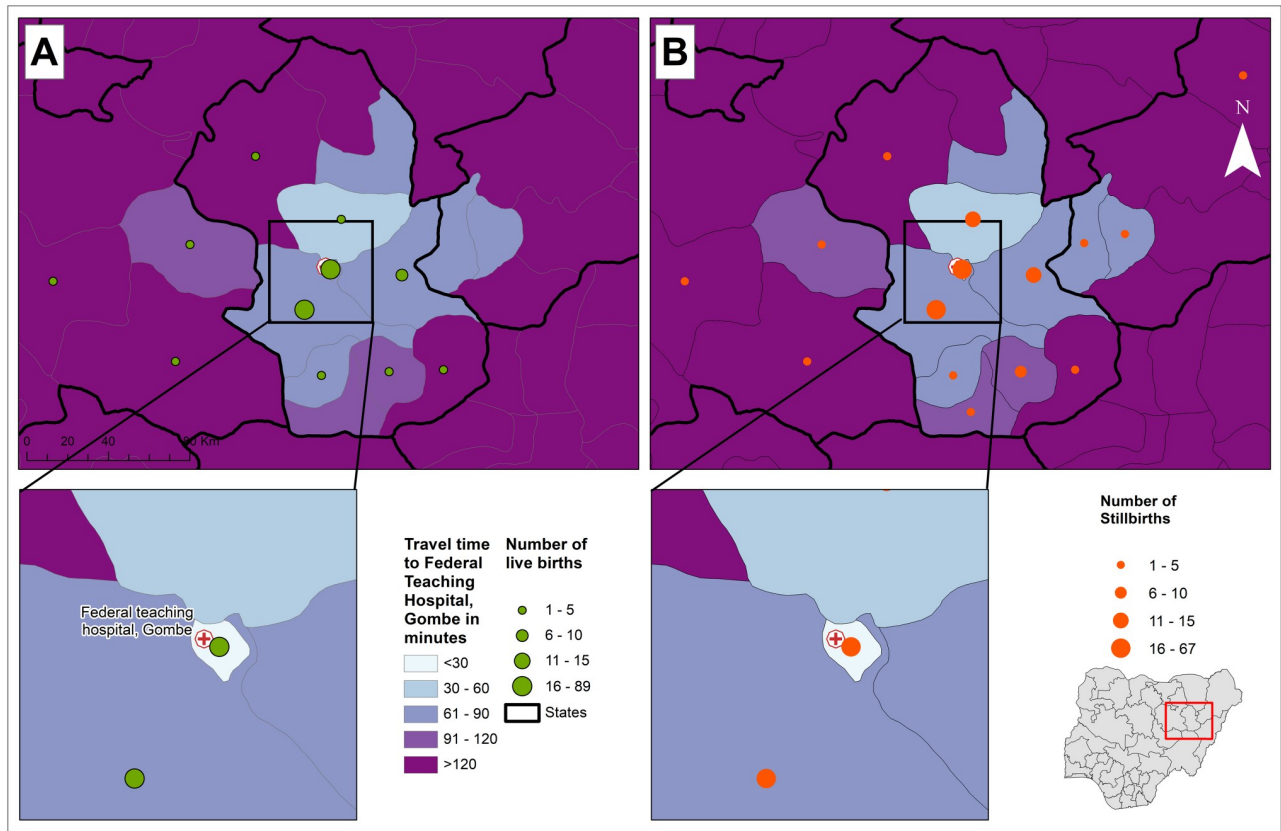 A
B
N
0 20 40 80 Km
Federal teaching
hospital, Gombe
Travel time
to Federal
Teaching
Hospital,
Gombe in
minutes
<30
30 - 60
61 - 90
91 - 120
>120
Number of
live births
1 - 5
6 - 10
11 - 15
16 - 89
States
Number of
Stillbirths
1 - 5
6 - 10
11 - 15
16 - 67